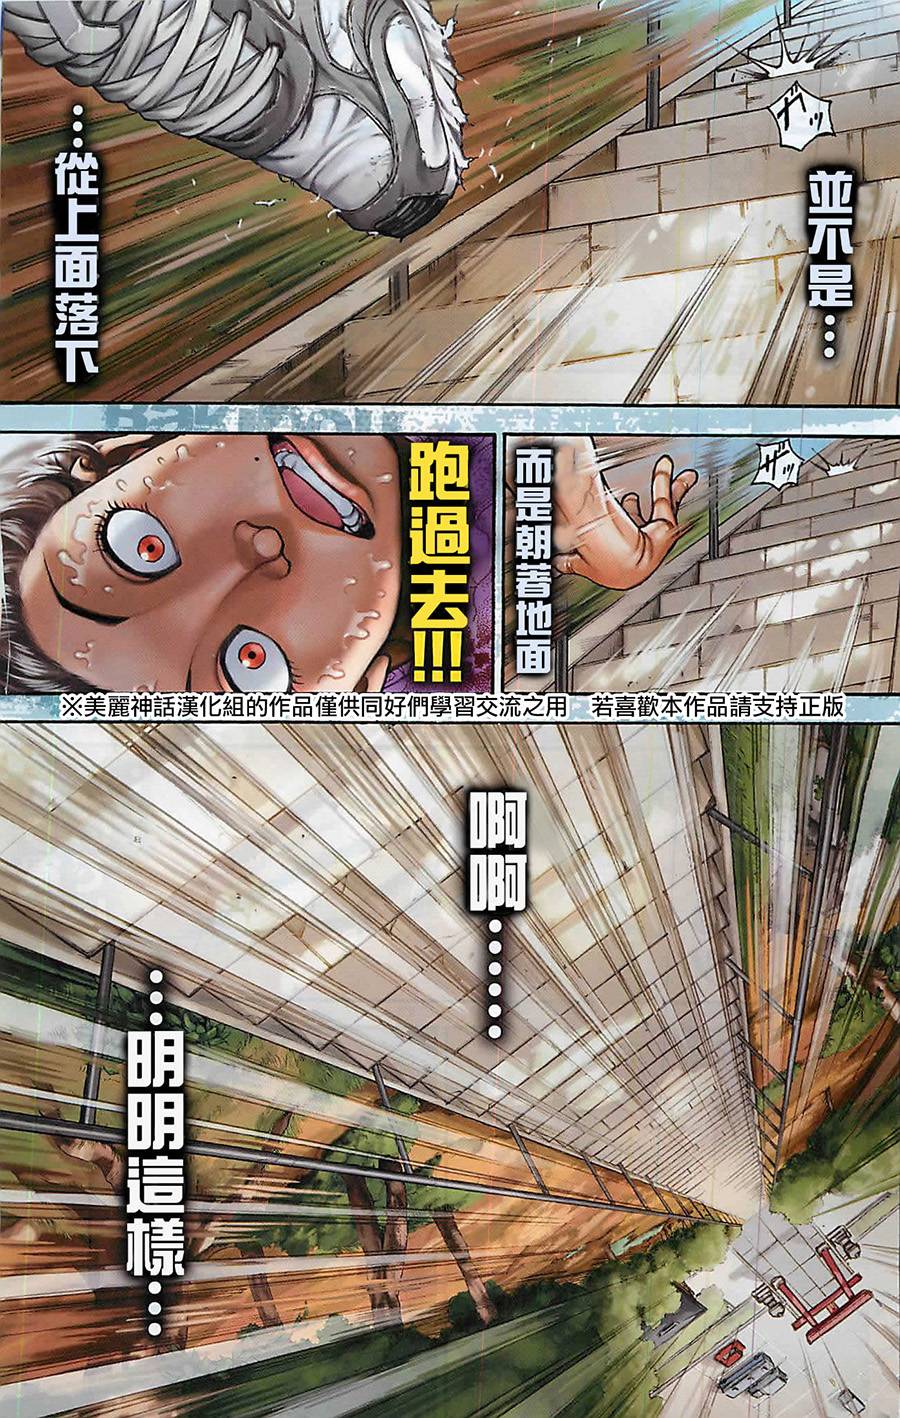 並不是…
ガッ
…從上面落下
BAKIDOU
ガッ
而是朝著地面
跑過去!!!
※美麗神話漢化組的作品僅供同好們學習交流之用　若喜歡本作品請支持正版
啊啊……
…明明這樣…